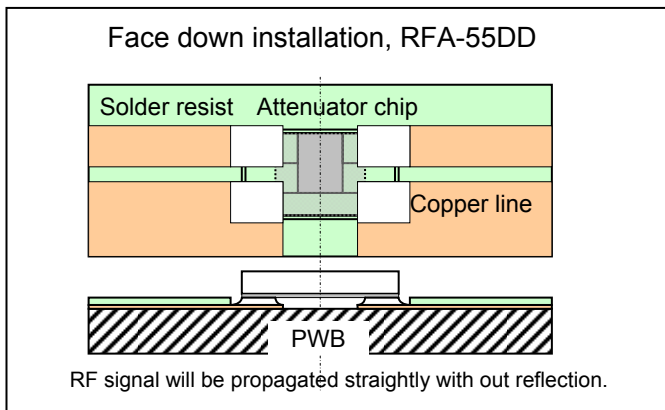 Face down installation, RFA-55DD
Solder resist Attenuator chip
Copper line
PWB
RF signal will be propagated straightly with out reflection.